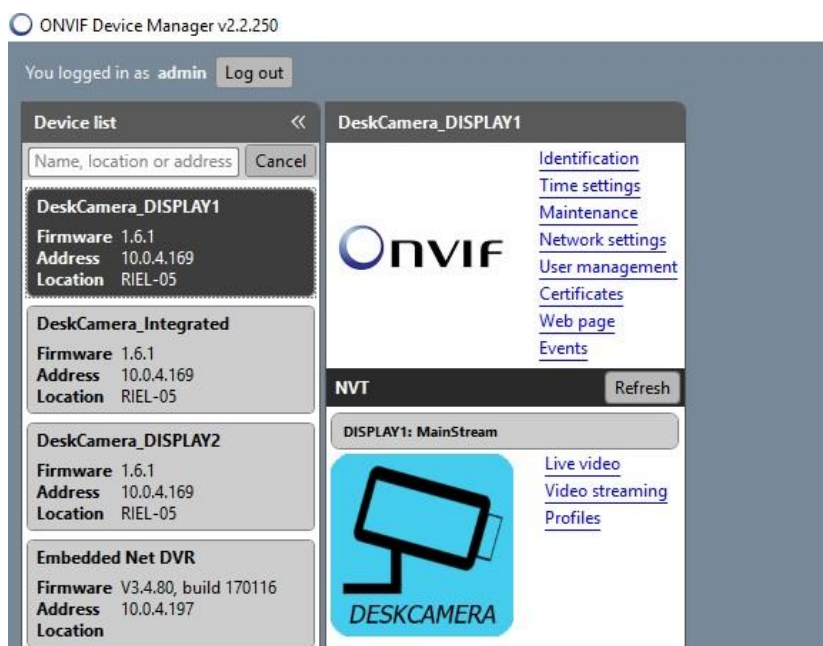 ONVIF Device Manager v2.2.250
You logged in as admin Log out
Device list «
Name, location or address Cancel
DeskCamera_DISPLAY1
Firmware 1.6.1
Address 10.0.4.169
Location RIEL-05
DeskCamera_Integrated
Firmware 1.6.1
Address 10.0.4.169
Location RIEL-05
DeskCamera_DISPLAY2
Firmware 1.6.1
Address 10.0.4.169
Location RIEL-05
Embedded Net DVR
Firmware V3.4.80, build 170116
Address 10.0.4.197
Location
DeskCamera_DISPLAY1
ONVIF
Identification
Time settings
Maintenance
Network settings
User management
Certificates
Web page
Events
NVT Refresh
DISPLAY1: MainStream
DESKCAMERA
Live video
Video streaming
Profiles